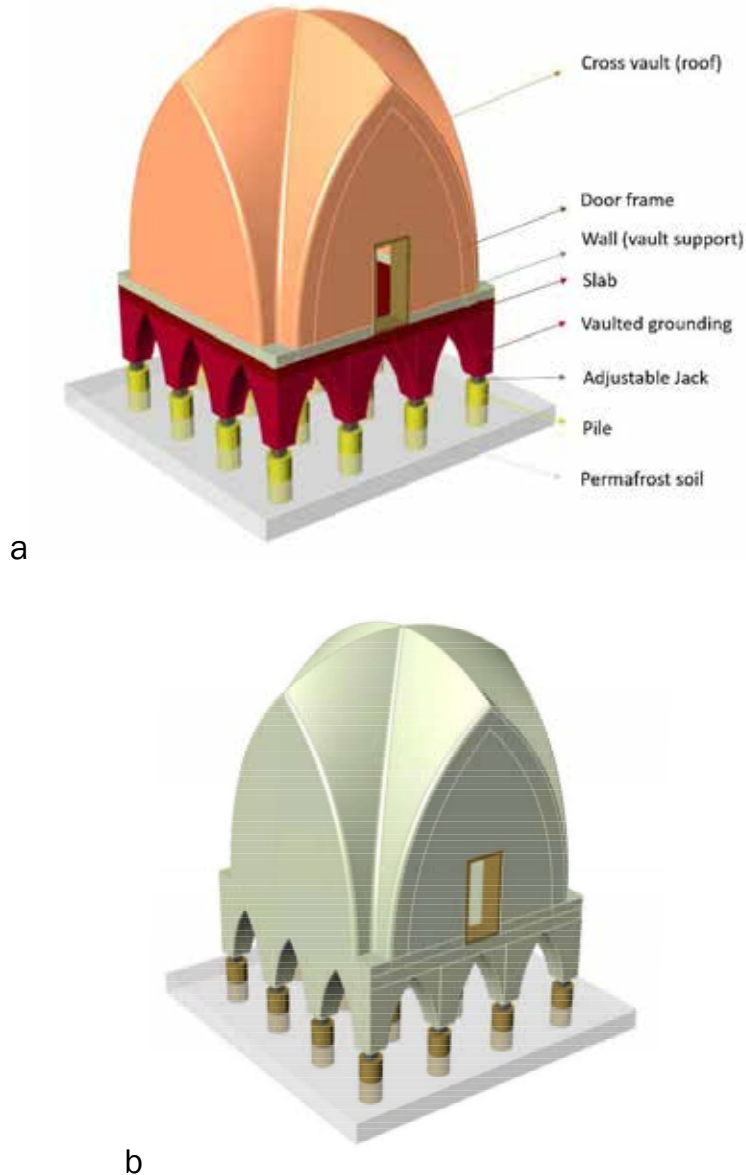 Cross vault (roof)
Door frame
Wall (vault support)
Slab
Vaulted grounding
Adjustable Jack
Pile
Permafrost soil
a
b